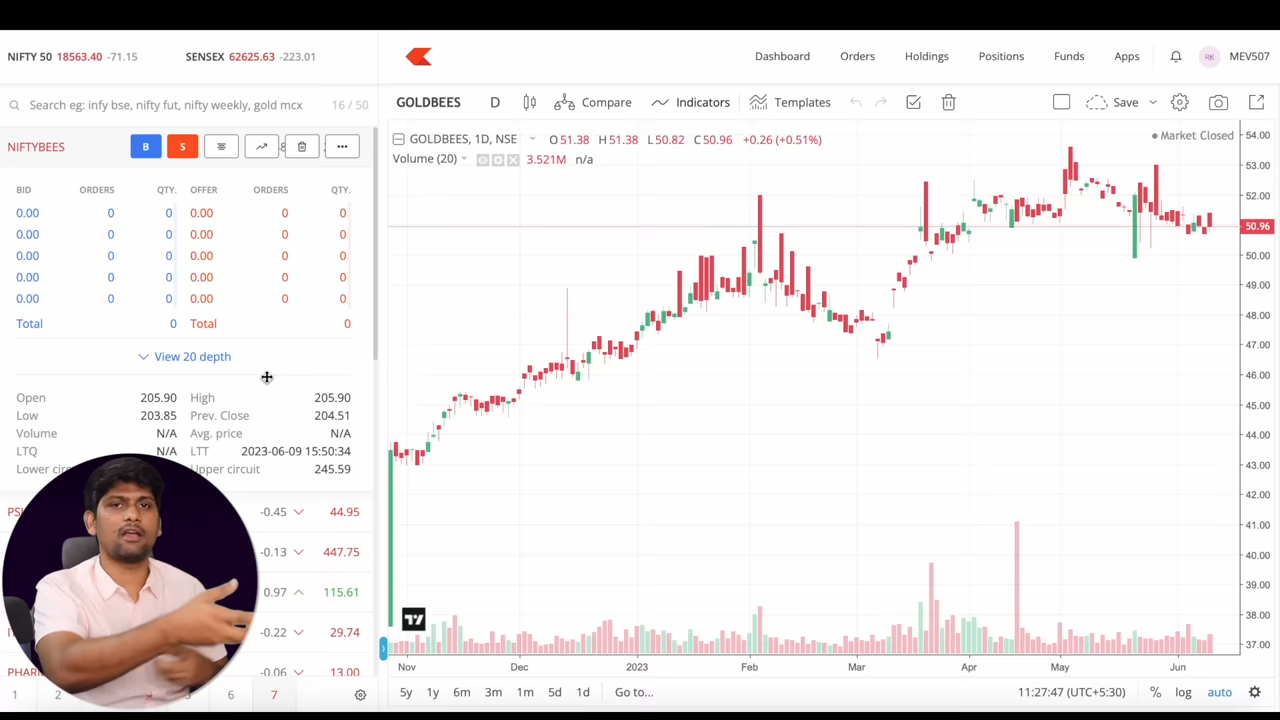 NIFTY 50 18563.40 -71.15 SENSEX 62625.63 -223.01
Dashboard Orders Holdings Positions Funds Apps RK MEV507
Search eg: infy bse, nifty fut, nifty weekly, gold mcx 16 / 50
GOLDBEES D Compare Indicators Templates Save
NIFTYBEES B S
GOLDBEES, 1D, NSE O51.38 H51.38 L50.82 C50.96 +0.26 (+0.51%)
Market Closed
Volume (20) 3.521M n/a
BID ORDERS QTY. OFFER ORDERS QTY.
0.00 0 0 0.00 0 0
0.00 0 0 0.00 0 0
0.00 0 0 0.00 0 0
0.00 0 0 0.00 0 0
0.00 0 0 0.00 0 0
Total 0 Total 0
View 20 depth
Open 205.90 High 205.90
Low 203.85 Prev. Close 204.51
Volume N/A Avg. price N/A
LTQ N/A LTT 2023-06-09 15:50:34
Lower Upper circuit 245.59
-0.45 44.95
-0.13 447.75
0.97 115.61
-0.22 29.74
-0.06 13.00
1 2 6 7
54.00
53.00
52.00
50.96
50.00
49.00
48.00
47.00
46.00
45.00
44.00
43.00
42.00
41.00
40.00
39.00
38.00
37.00
Nov Dec 2023 Feb Mar Apr May Jun
5y 1y 6m 3m 1m 5d 1d Go to... 11:27:47 (UTC+5:30) % log auto